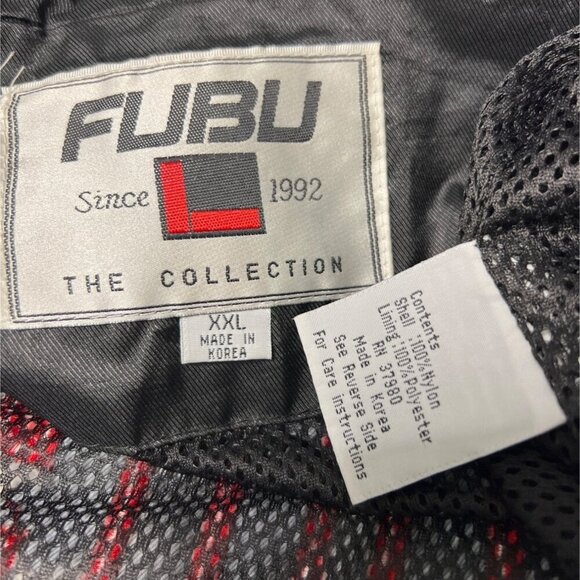 FUBU
Since 1992
THE COLLECTION
XXL
MADE IN
KOREA
Contents
Shell :100%Nylon
Lining :100%Polyester
RN 37980
Made in Korea
See Reverse Side
For Care instructions